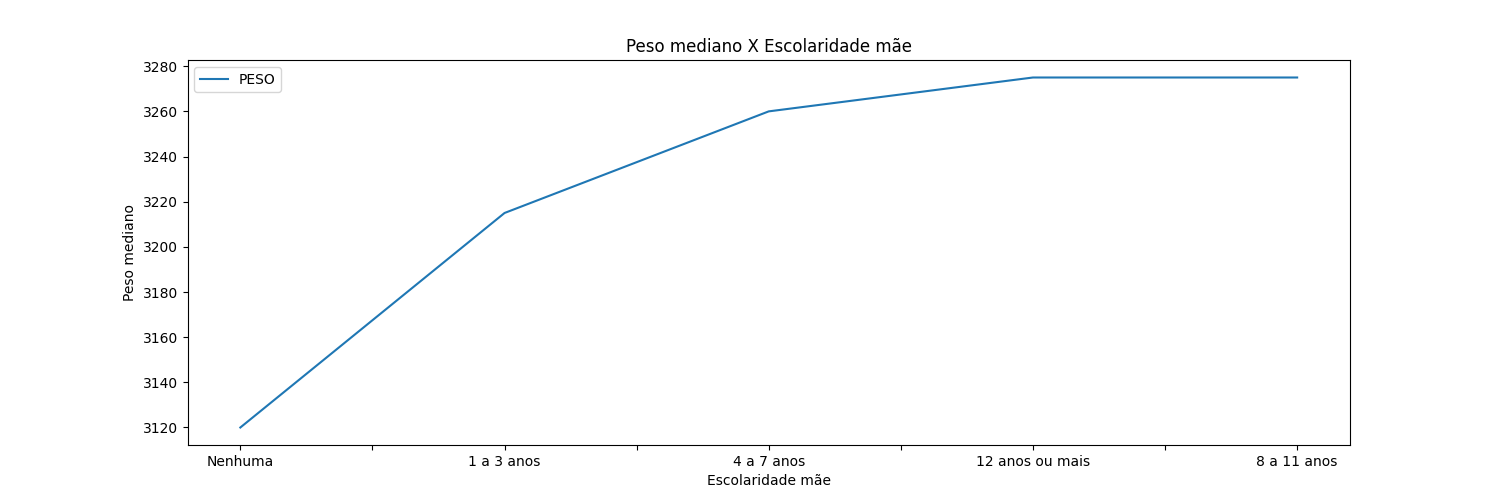 Peso mediano X Escolaridade mãe
PESO
3280
3260
3240
3220
3200
3180
3160
3140
3120
Peso mediano
Nenhuma 1 a 3 anos 4 a 7 anos 12 anos ou mais 8 a 11 anos
Escolaridade mãe